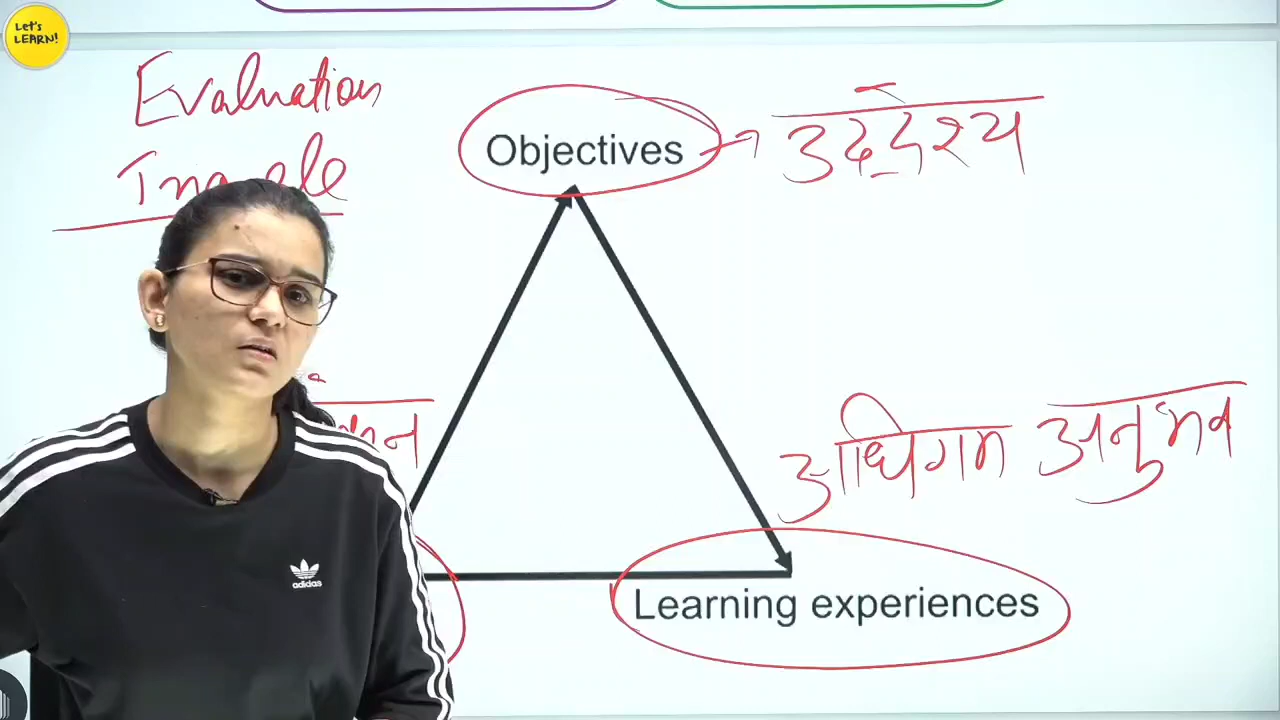 Let's
LEARN!
Evaluation
Objectives
उद्देश्य
अधिगम अनुभव
Learning experiences
adidas